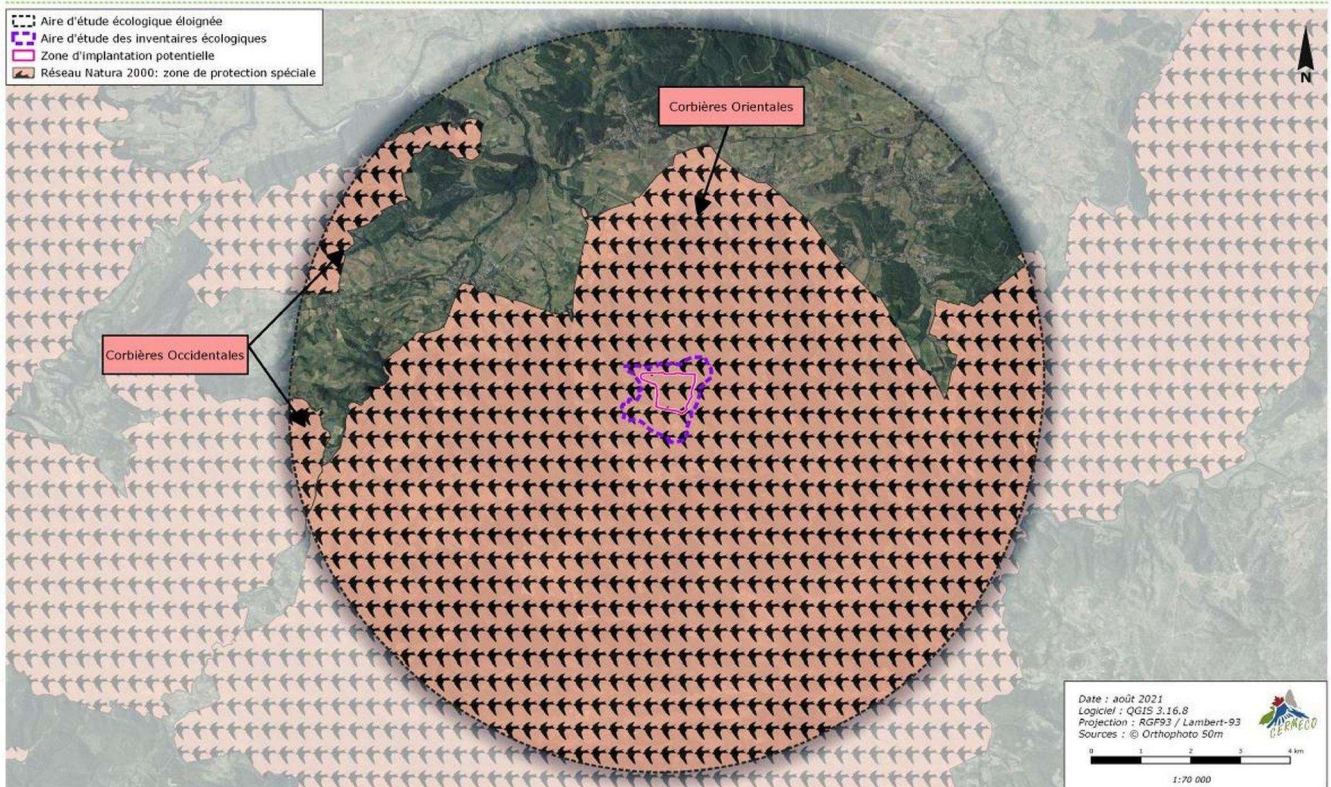 Aire d'étude écologique éloignée
Aire d'étude des inventaires écologiques
Zone d'implantation potentielle
Réseau Natura 2000: zone de protection spéciale
N
Corbières Orientales
Corbières Occidentales
Date : août 2021
Logiciel : QGIS 3.16.8
Projection : RGF93 / Lambert-93
Sources : © Orthophoto 50m
CERMECO
0 1 2 3 4 km
1:70 000